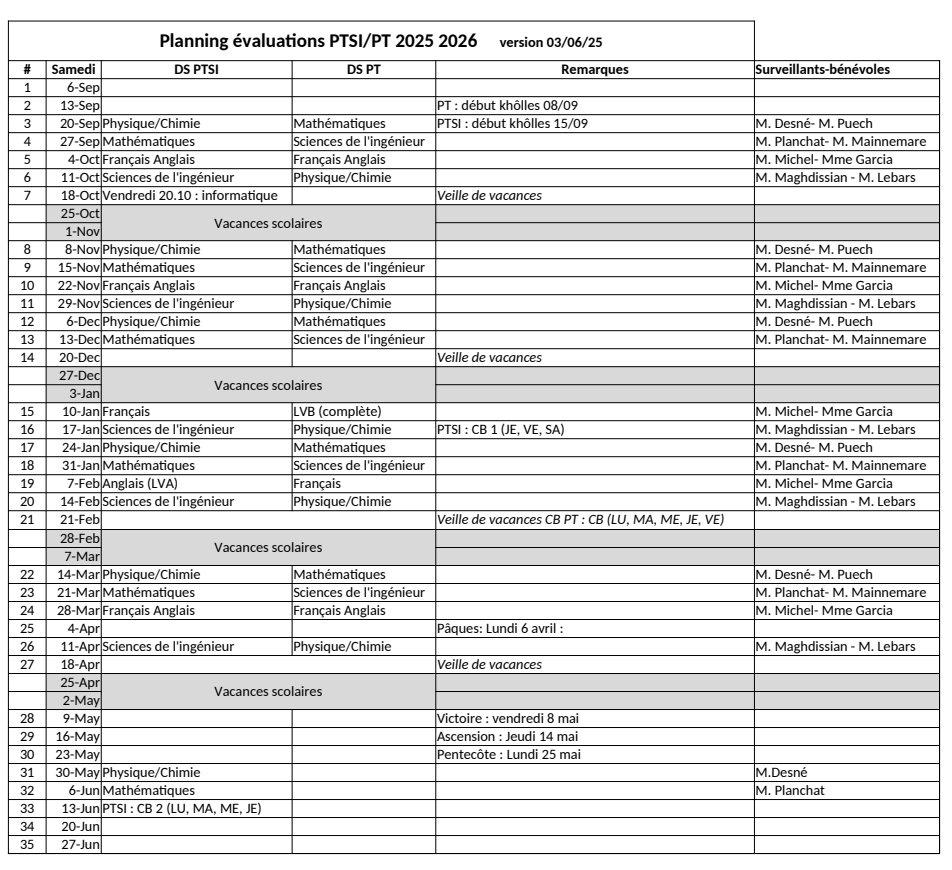 Planning évaluations PTSI/PT 2025 2026 version 03/06/25
# Samedi DS PTSI DS PT Remarques Surveillants-bénévoles
1 6-Sep
2 13-Sep PT : début khôlles 08/09
3 20-Sep Physique/Chimie Mathématiques PTSI : début khôlles 15/09 M. Desné- M. Puech
4 27-Sep Mathématiques Sciences de l'ingénieur M. Planchat- M. Mainnemare
5 4-Oct Français Anglais Français Anglais M. Michel- Mme Garcia
6 11-Oct Sciences de l'ingénieur Physique/Chimie M. Maghdissian - M. Lebars
7 18-Oct Vendredi 20.10 : informatique Veille de vacances
25-Oct
Vacances scolaires
1-Nov
8 8-Nov Physique/Chimie Mathématiques M. Desné- M. Puech
9 15-Nov Mathématiques Sciences de l'ingénieur M. Planchat- M. Mainnemare
10 22-Nov Français Anglais Français Anglais M. Michel- Mme Garcia
11 29-Nov Sciences de l'ingénieur Physique/Chimie M. Maghdissian - M. Lebars
12 6-Dec Physique/Chimie Mathématiques M. Desné- M. Puech
13 13-Dec Mathématiques Sciences de l'ingénieur M. Planchat- M. Mainnemare
14 20-Dec Veille de vacances
27-Dec
Vacances scolaires
3-Jan
15 10-Jan Français LVB (complète) M. Michel- Mme Garcia
16 17-Jan Sciences de l'ingénieur Physique/Chimie PTSI : CB 1 (JE, VE, SA) M. Maghdissian - M. Lebars
17 24-Jan Physique/Chimie Mathématiques M. Desné- M. Puech
18 31-Jan Mathématiques Sciences de l'ingénieur M. Planchat- M. Mainnemare
19 7-Feb Anglais (LVA) Français M. Michel- Mme Garcia
20 14-Feb Sciences de l'ingénieur Physique/Chimie M. Maghdissian - M. Lebars
21 21-Feb Veille de vacances CB PT : CB (LU, MA, ME, JE, VE)
28-Feb
Vacances scolaires
7-Mar
22 14-Mar Physique/Chimie Mathématiques M. Desné- M. Puech
23 21-Mar Mathématiques Sciences de l'ingénieur M. Planchat- M. Mainnemare
24 28-Mar Français Anglais Français Anglais M. Michel- Mme Garcia
25 4-Apr Pâques: Lundi 6 avril :
26 11-Apr Sciences de l'ingénieur Physique/Chimie M. Maghdissian - M. Lebars
27 18-Apr Veille de vacances
25-Apr
Vacances scolaires
2-May
28 9-May Victoire : vendredi 8 mai
29 16-May Ascension : Jeudi 14 mai
30 23-May Pentecôte : Lundi 25 mai
31 30-May Physique/Chimie M.Desné
32 6-Jun Mathématiques M. Planchat
33 13-Jun PTSI : CB 2 (LU, MA, ME, JE)
34 20-Jun
35 27-Jun